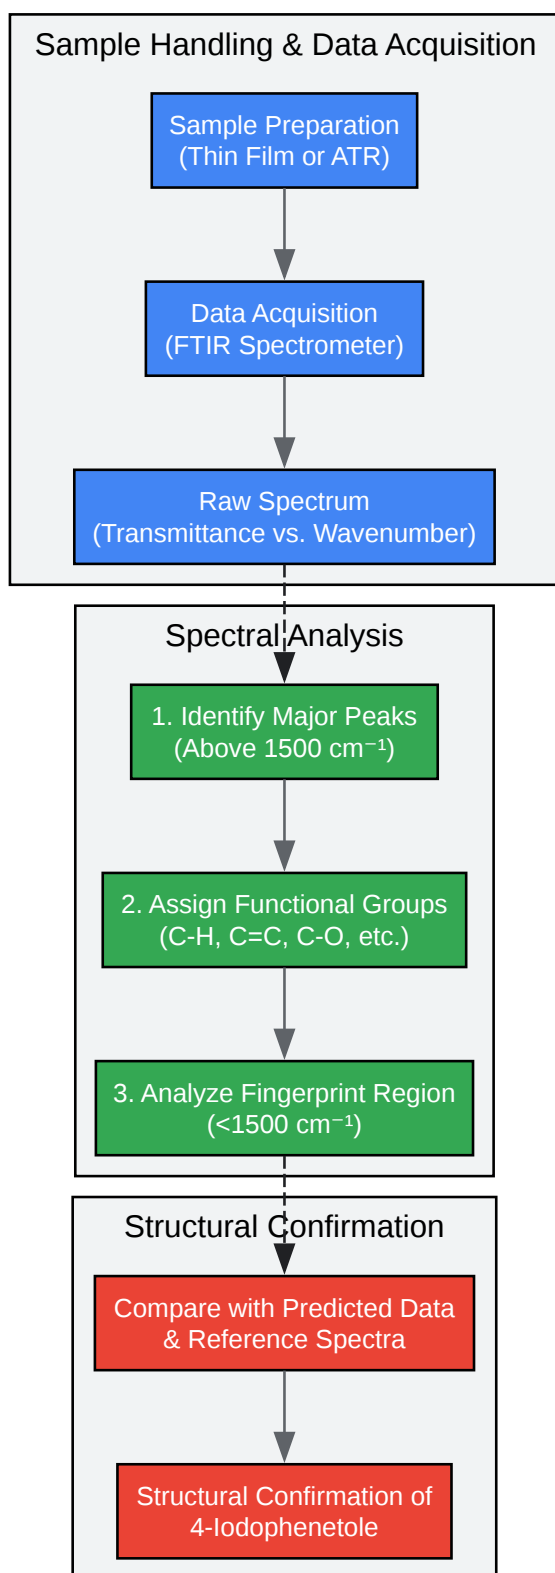 Sample Handling & Data Acquisition
Sample Preparation
(Thin Film or ATR)
Data Acquisition
(FTIR Spectrometer)
Raw Spectrum
(Transmittance vs. Wavenumber)
Spectral Analysis
1. Identify Major Peaks
(Above 1500 cm⁻¹)
2. Assign Functional Groups
(C-H, C=C, C-O, etc.)
3. Analyze Fingerprint Region
(<1500 cm⁻¹)
Structural Confirmation
Compare with Predicted Data
& Reference Spectra
Structural Confirmation of
4-Iodophenetole